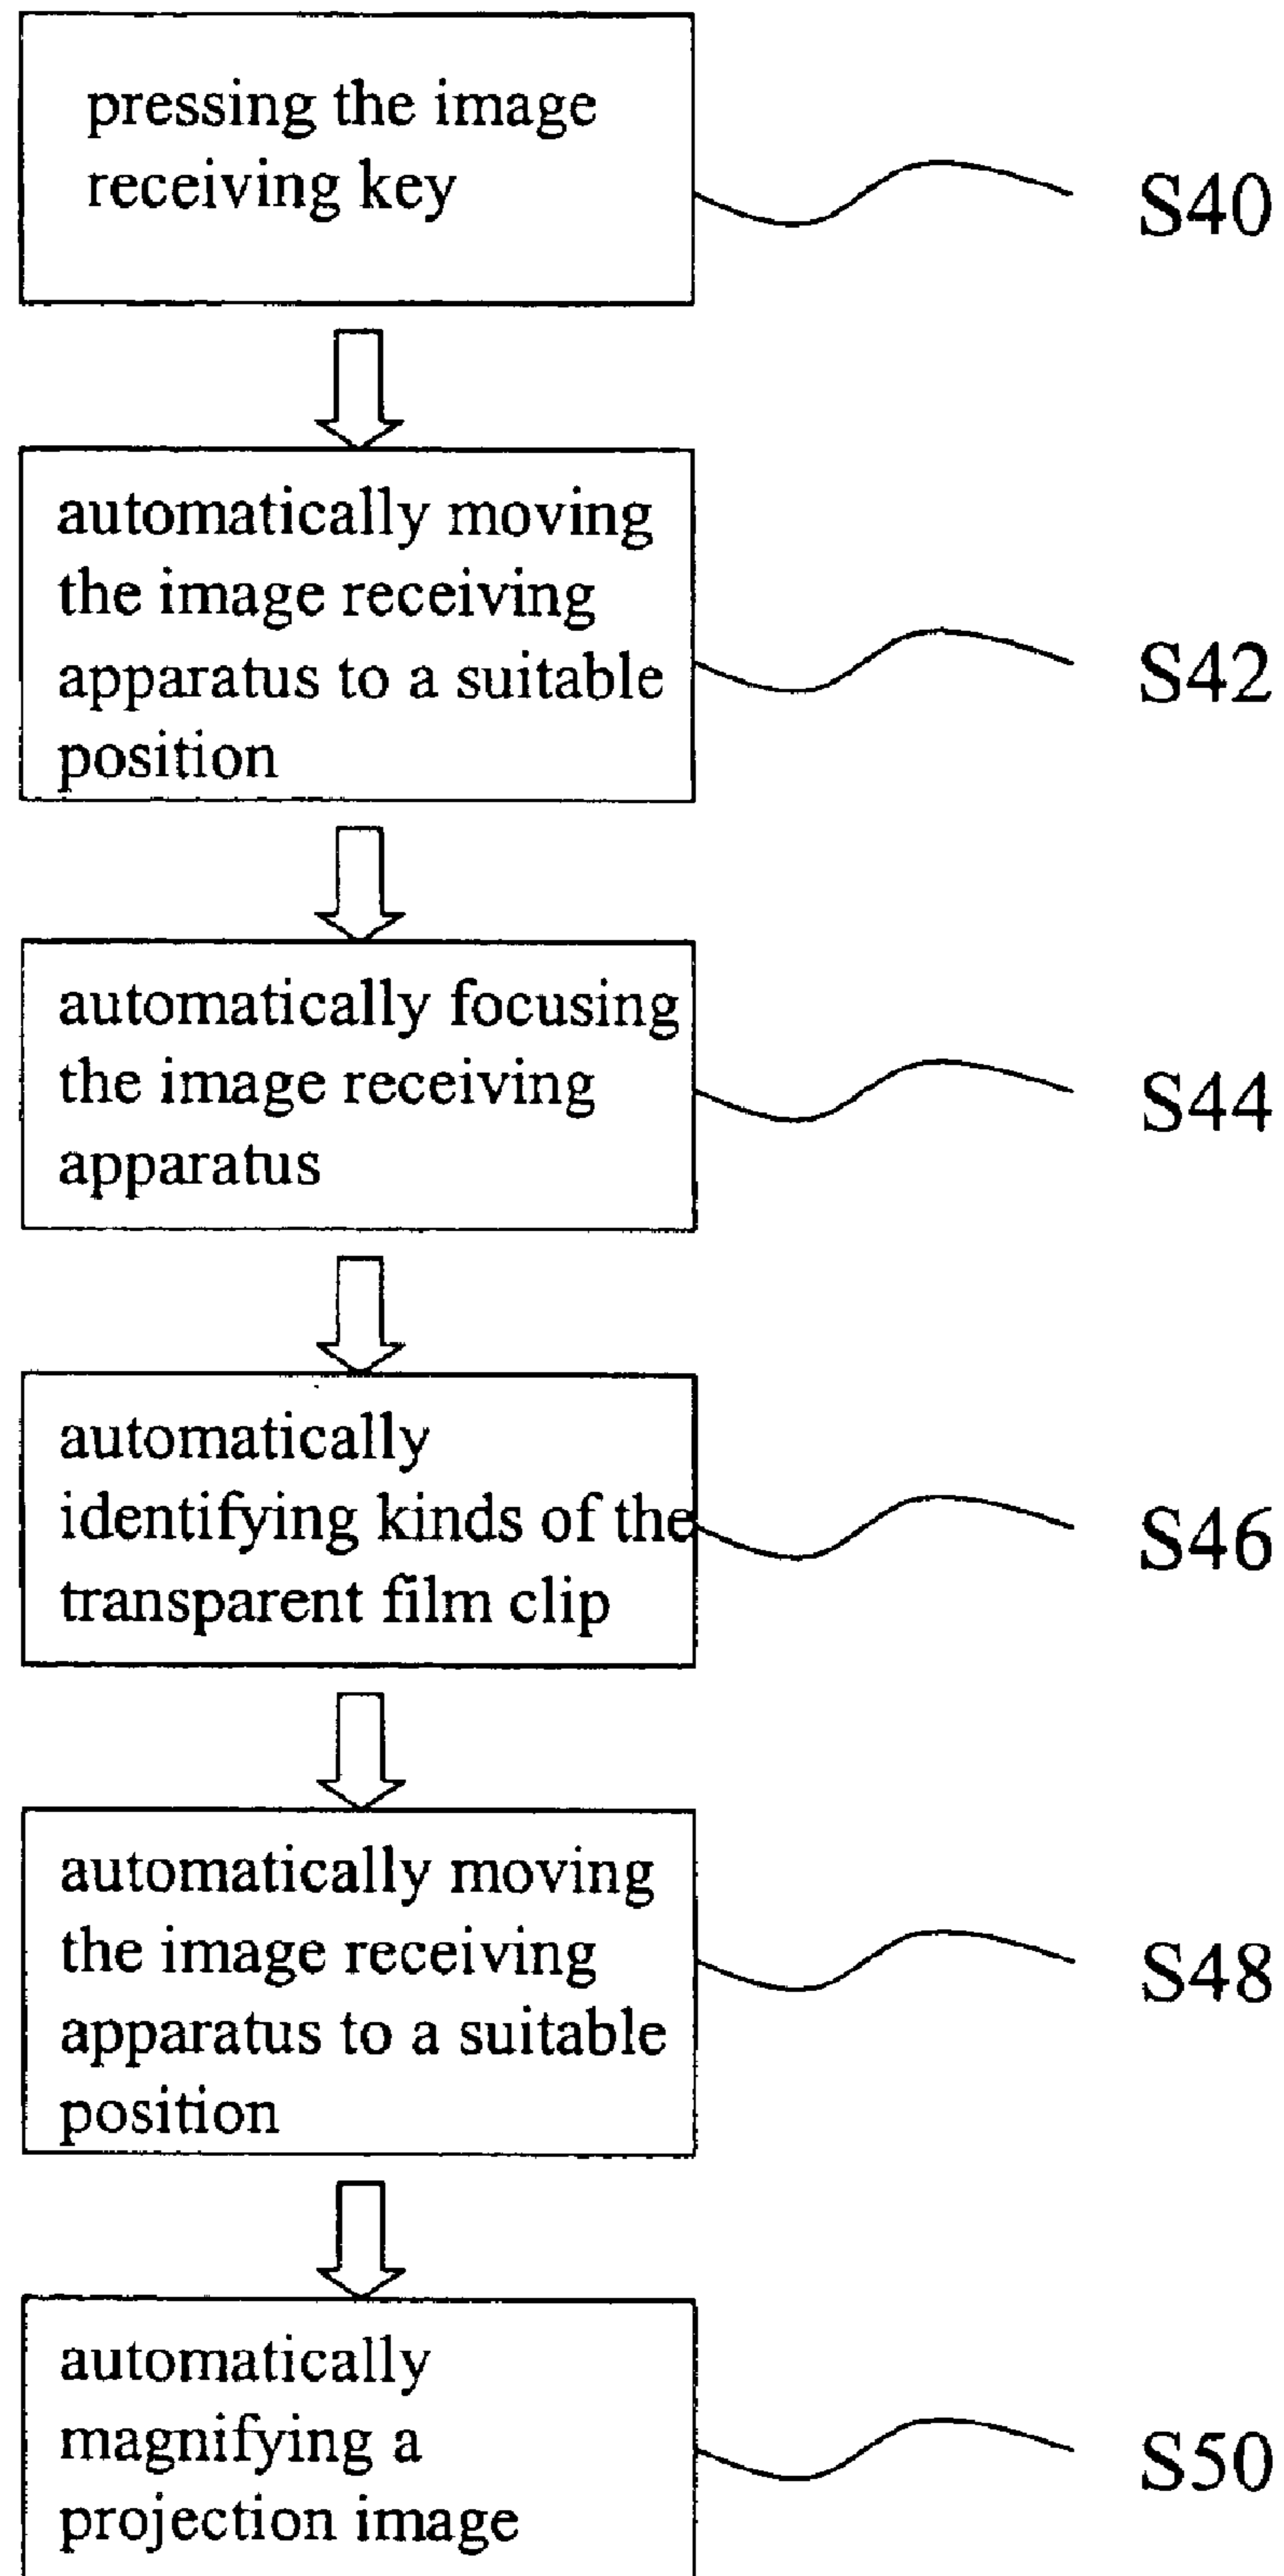 pressing the image
receiving key
S40
automatically moving
the image receiving
apparatus to a suitable
position
S42
automatically focusing
the image receiving
apparatus
S44
automatically
identifying kinds of the
transparent film clip
S46
automatically moving
the image receiving
apparatus to a suitable
position
S48
automatically
magnifying a
projection image
S50